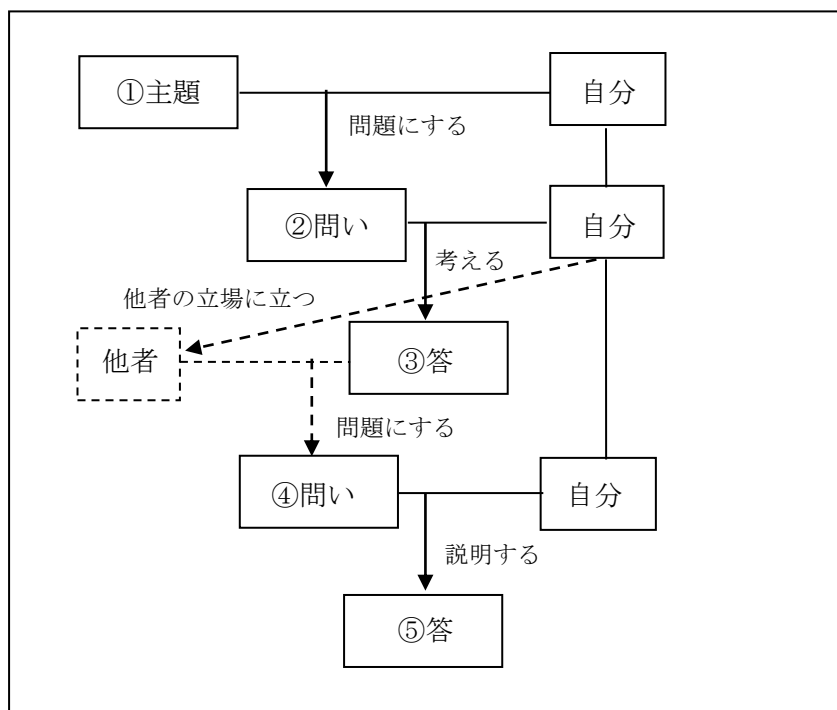 ①主題
自分
問題にする
②問い
自分
考える
他者の立場に立つ
他者
③答
問題にする
④問い
自分
説明する
⑤答